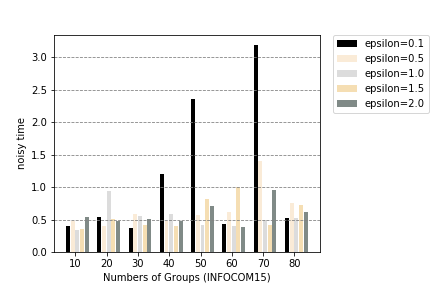 epsilon=0.1
epsilon=0.5
epsilon=1.0
epsilon=1.5
epsilon=2.0
noisy time
3.0
2.5
2.0
1.5
1.0
0.5
0.0
10 20 30 40 50 60 70 80
Numbers of Groups (INFOCOM15)